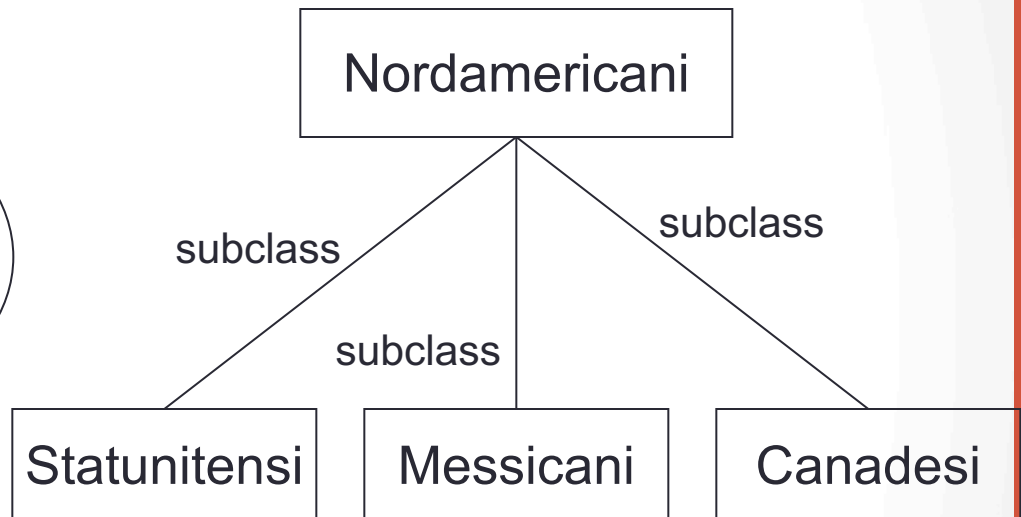 Nordamericani
subclass
subclass
subclass
Statunitensi
Messicani
Canadesi